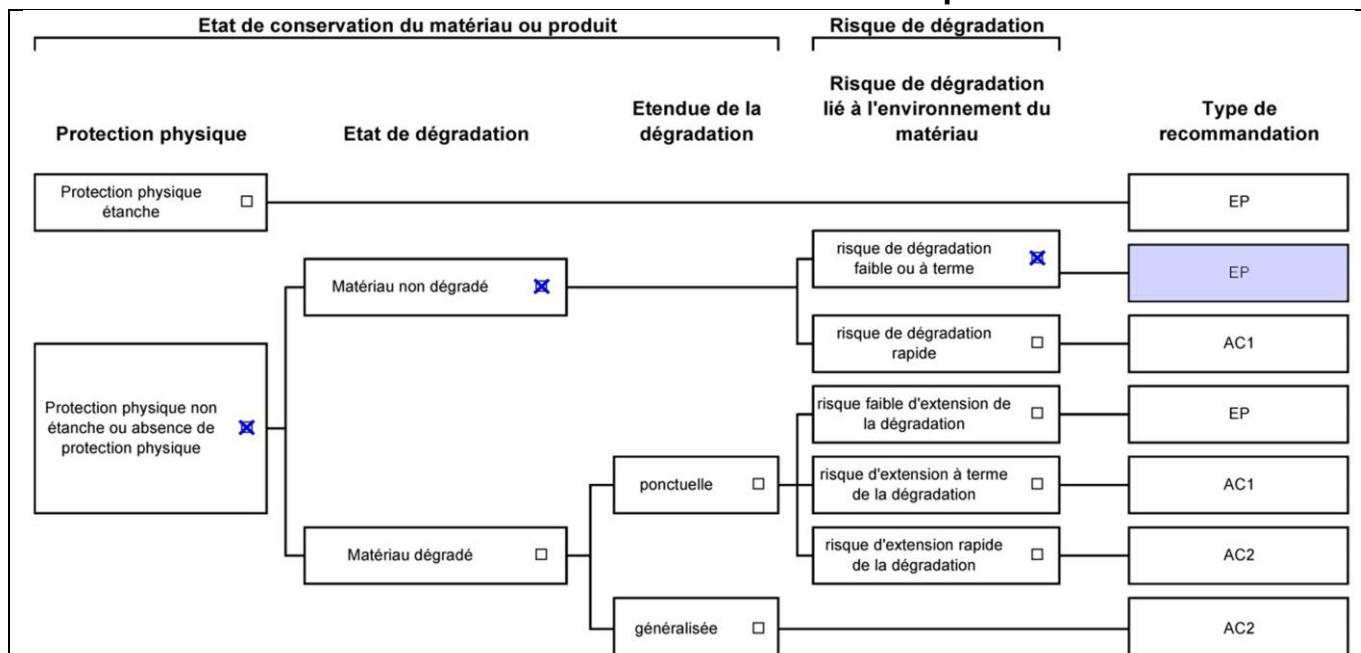 Etat de conservation du matériau ou produit
Risque de dégradation
Protection physique
Etat de dégradation
Etendue de la
dégradation
Risque de dégradation
lié à l'environnement du
matériau
Type de
recommandation
Protection physique
étanche
EP
Protection physique non
étanche ou absence de
protection physique
Matériau non dégradé
risque de dégradation
faible ou à terme
EP
risque de dégradation
rapide
AC1
Matériau dégradé
ponctuelle
risque faible d'extension de
la dégradation
EP
risque d'extension à terme
de la dégradation
AC1
risque d'extension rapide
de la dégradation
AC2
généralisée
AC2